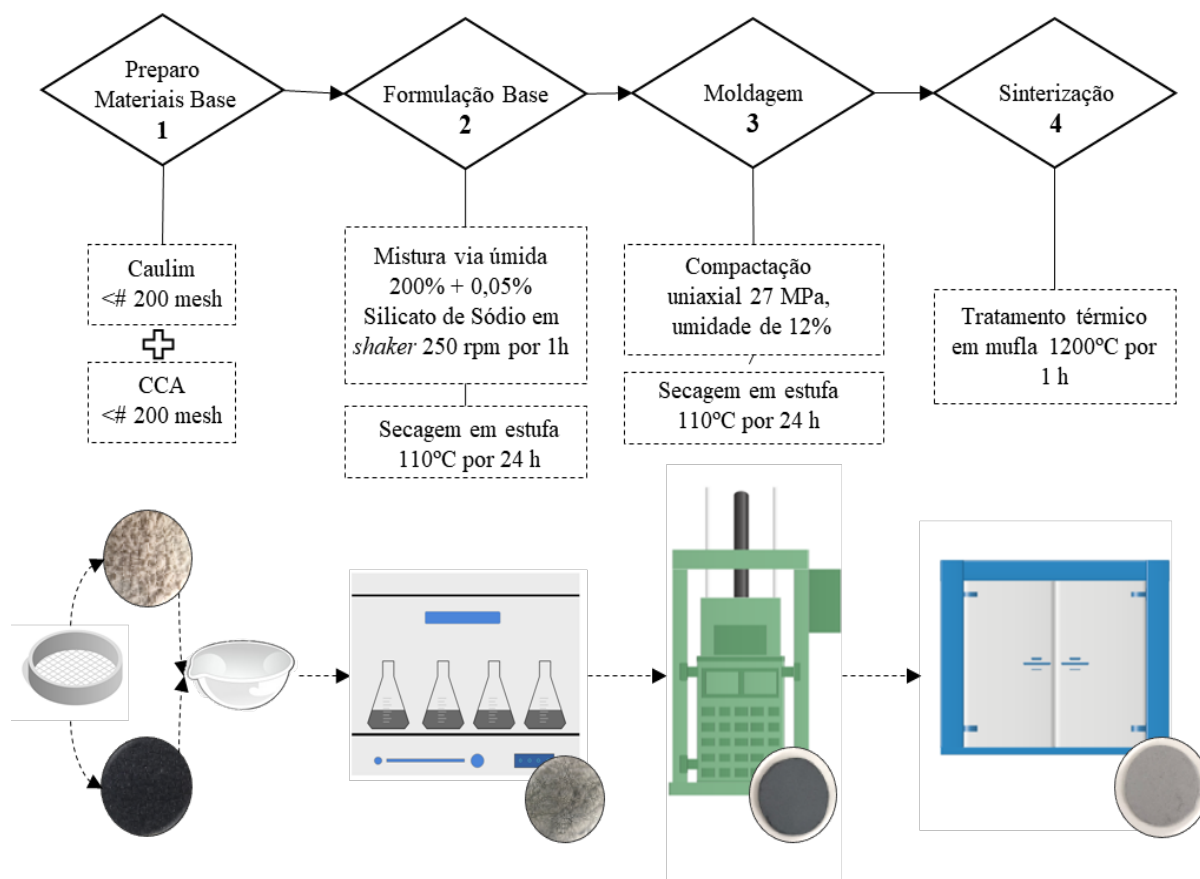 Preparo
Materiais Base
1
Formulação Base
2
Moldagem
3
Sinterização
4
Caulim
<# 200 mesh
CCA
<# 200 mesh
Mistura via úmida
200% + 0,05%
Silicato de Sódio em
shaker 250 rpm por 1h
Secagem em estufa
110ºC por 24 h
Compactação
uniaxial 27 MPa,
umidade de 12%
Secagem em estufa
110ºC por 24 h
Tratamento térmico
em mufla 1200ºC por
1 h